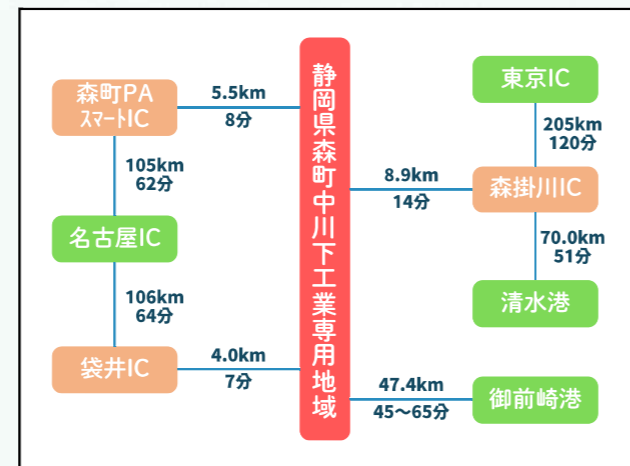 森町PA
スマートIC
5.5km
8分
105km
62分
名古屋IC
106km
64分
袋井IC
4.0km
7分
静岡県森町中川下工業専用地域
東京IC
205km
120分
8.9km
14分
森掛川IC
70.0km
51分
清水港
47.4km
45～65分
御前崎港